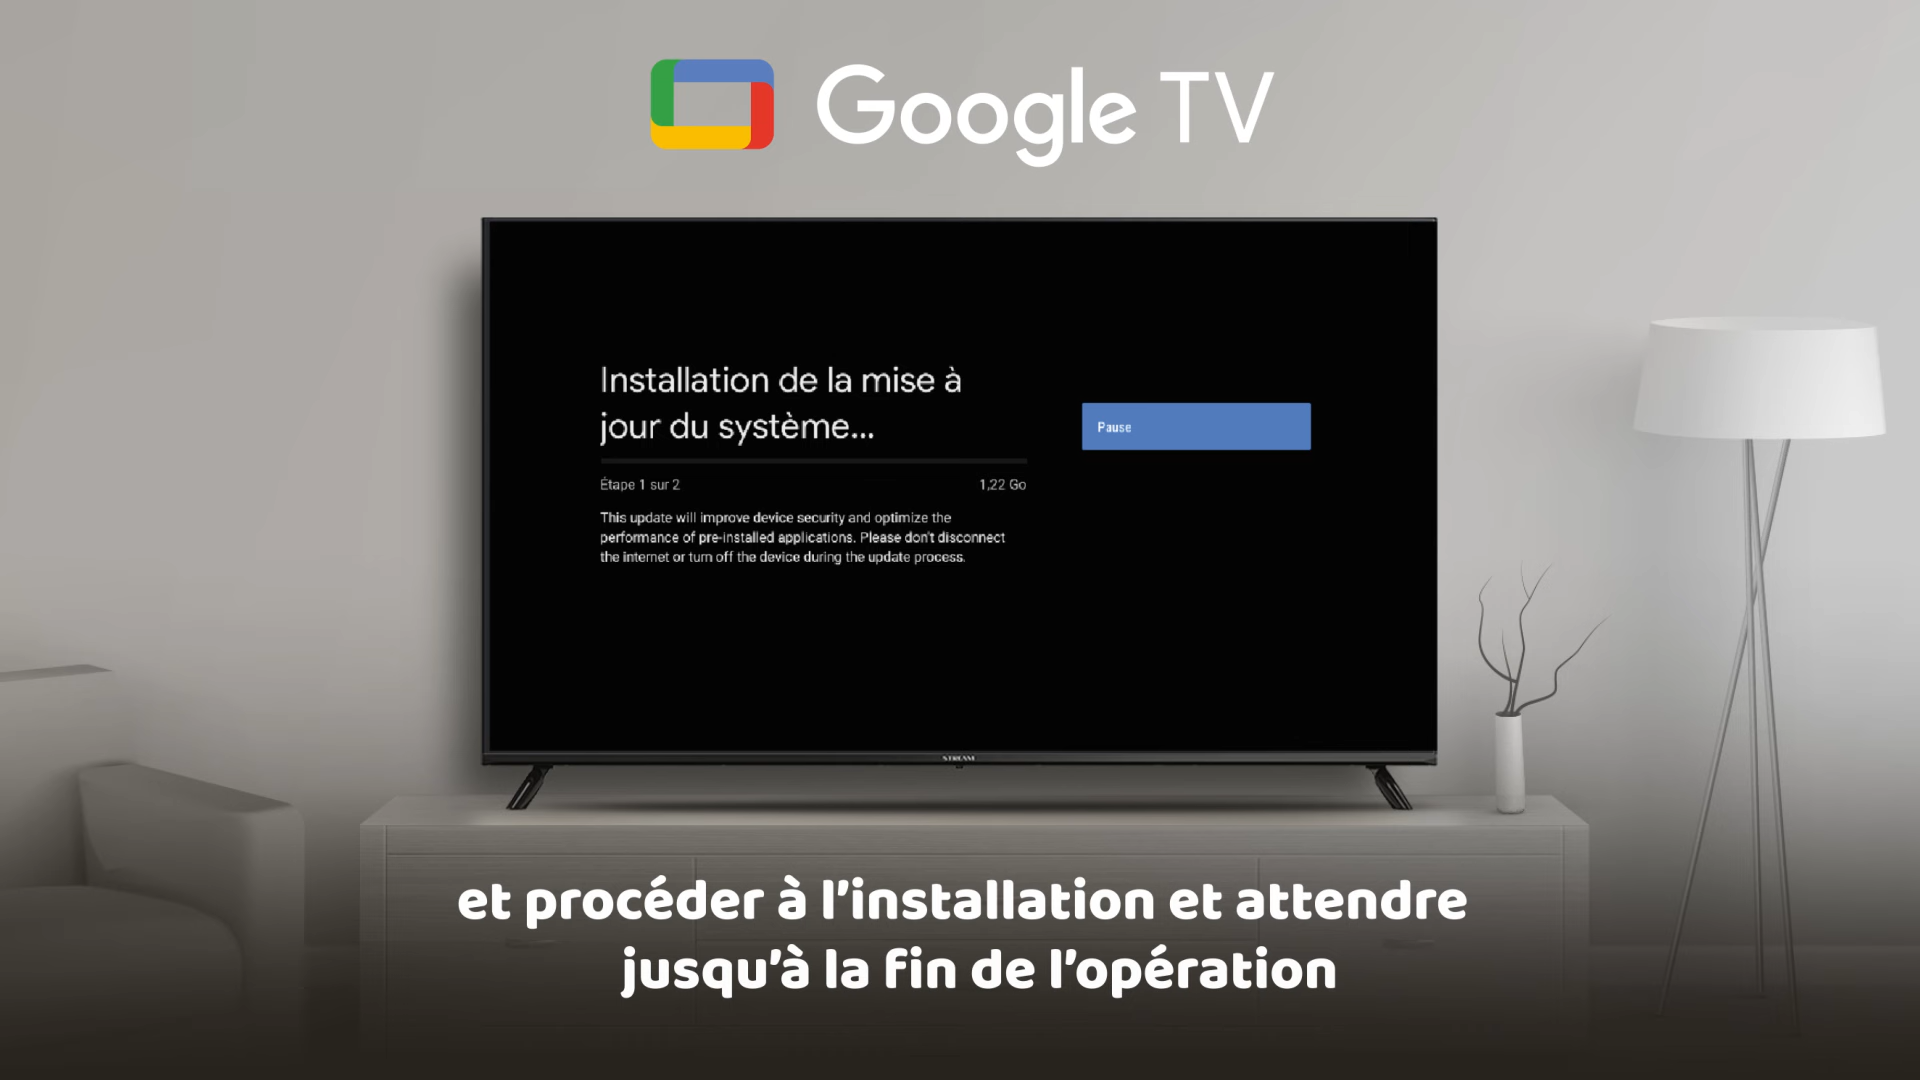 Google TV
Installation de la mise à
jour du système...
Pause
Étape 1 sur 2
1,22 Go
This update will improve device security and optimize the
performance of pre-installed applications. Please don't disconnect
the internet or turn off the device during the update process.
STREAM
et procéder à l’installation et attendre
jusqu’à la fin de l’opération